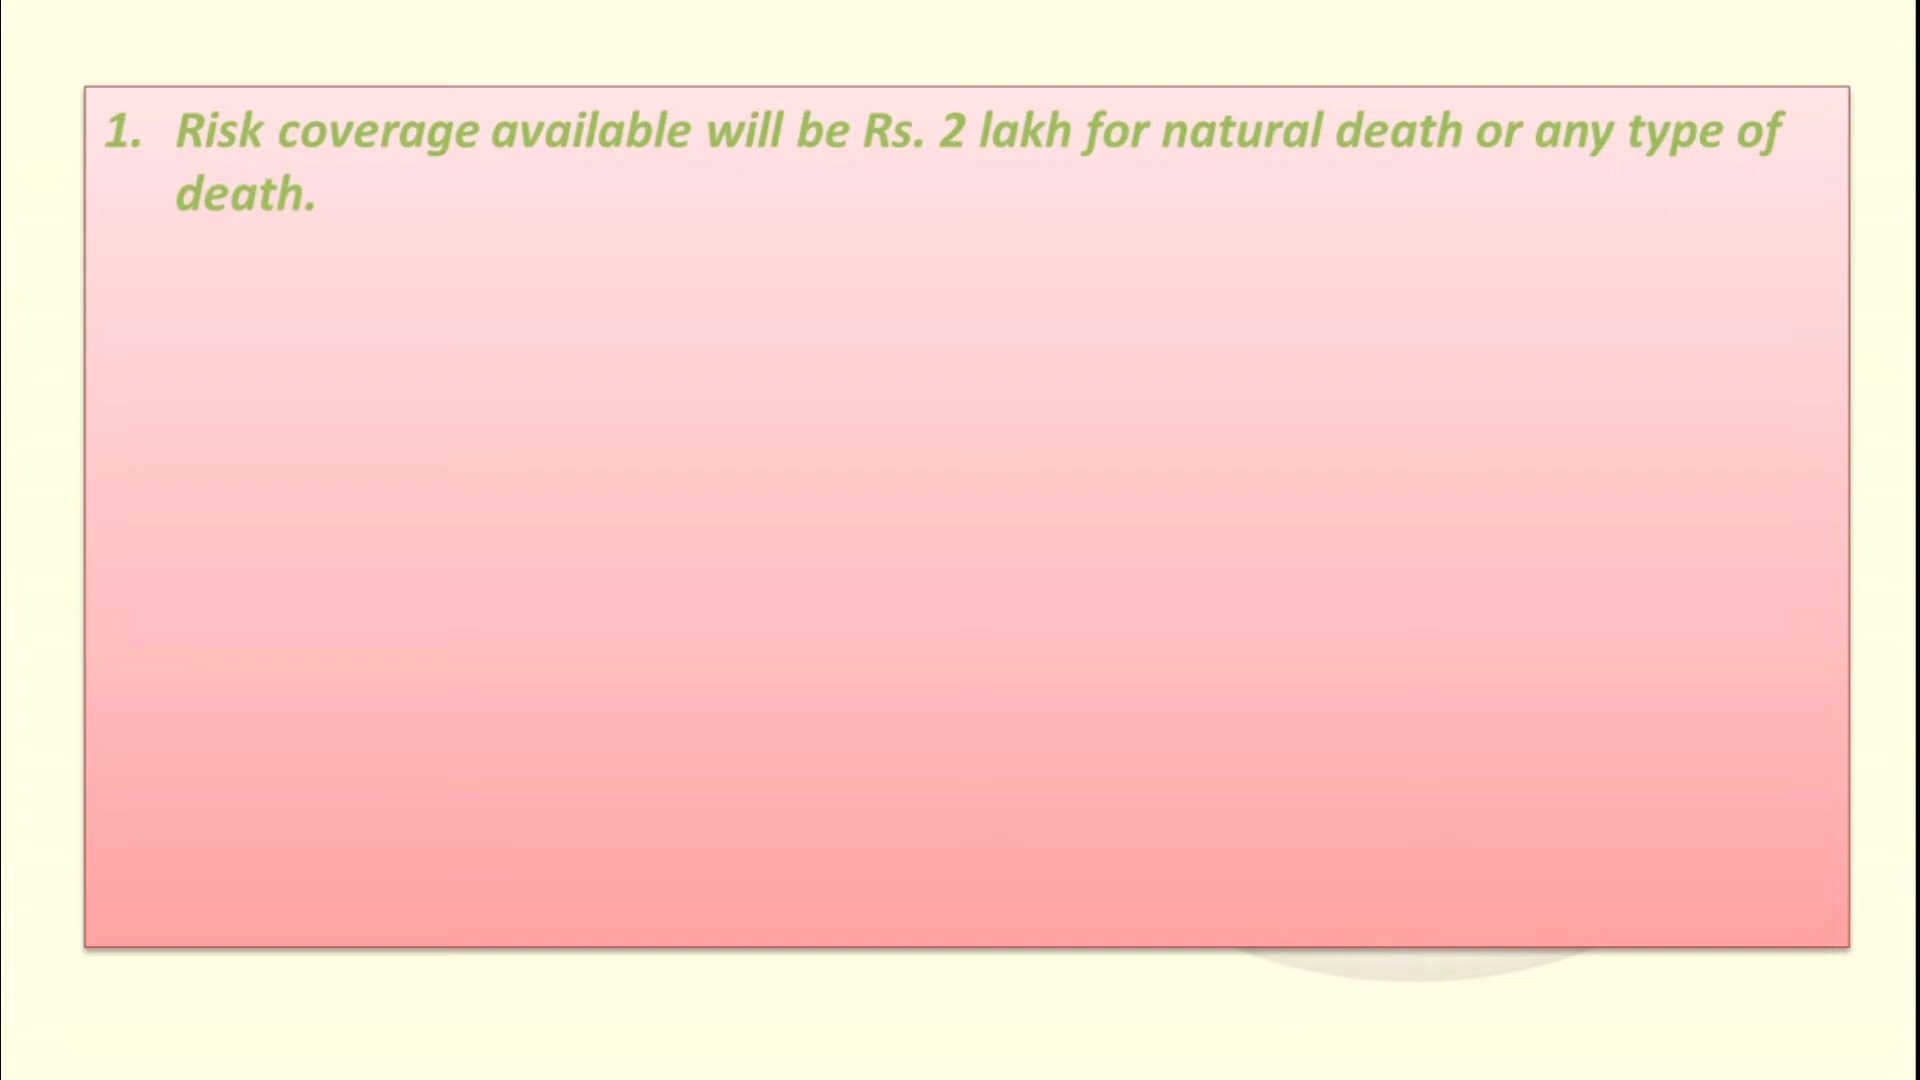 1. Risk coverage available will be Rs. 2 lakh for natural death or any type of
death.